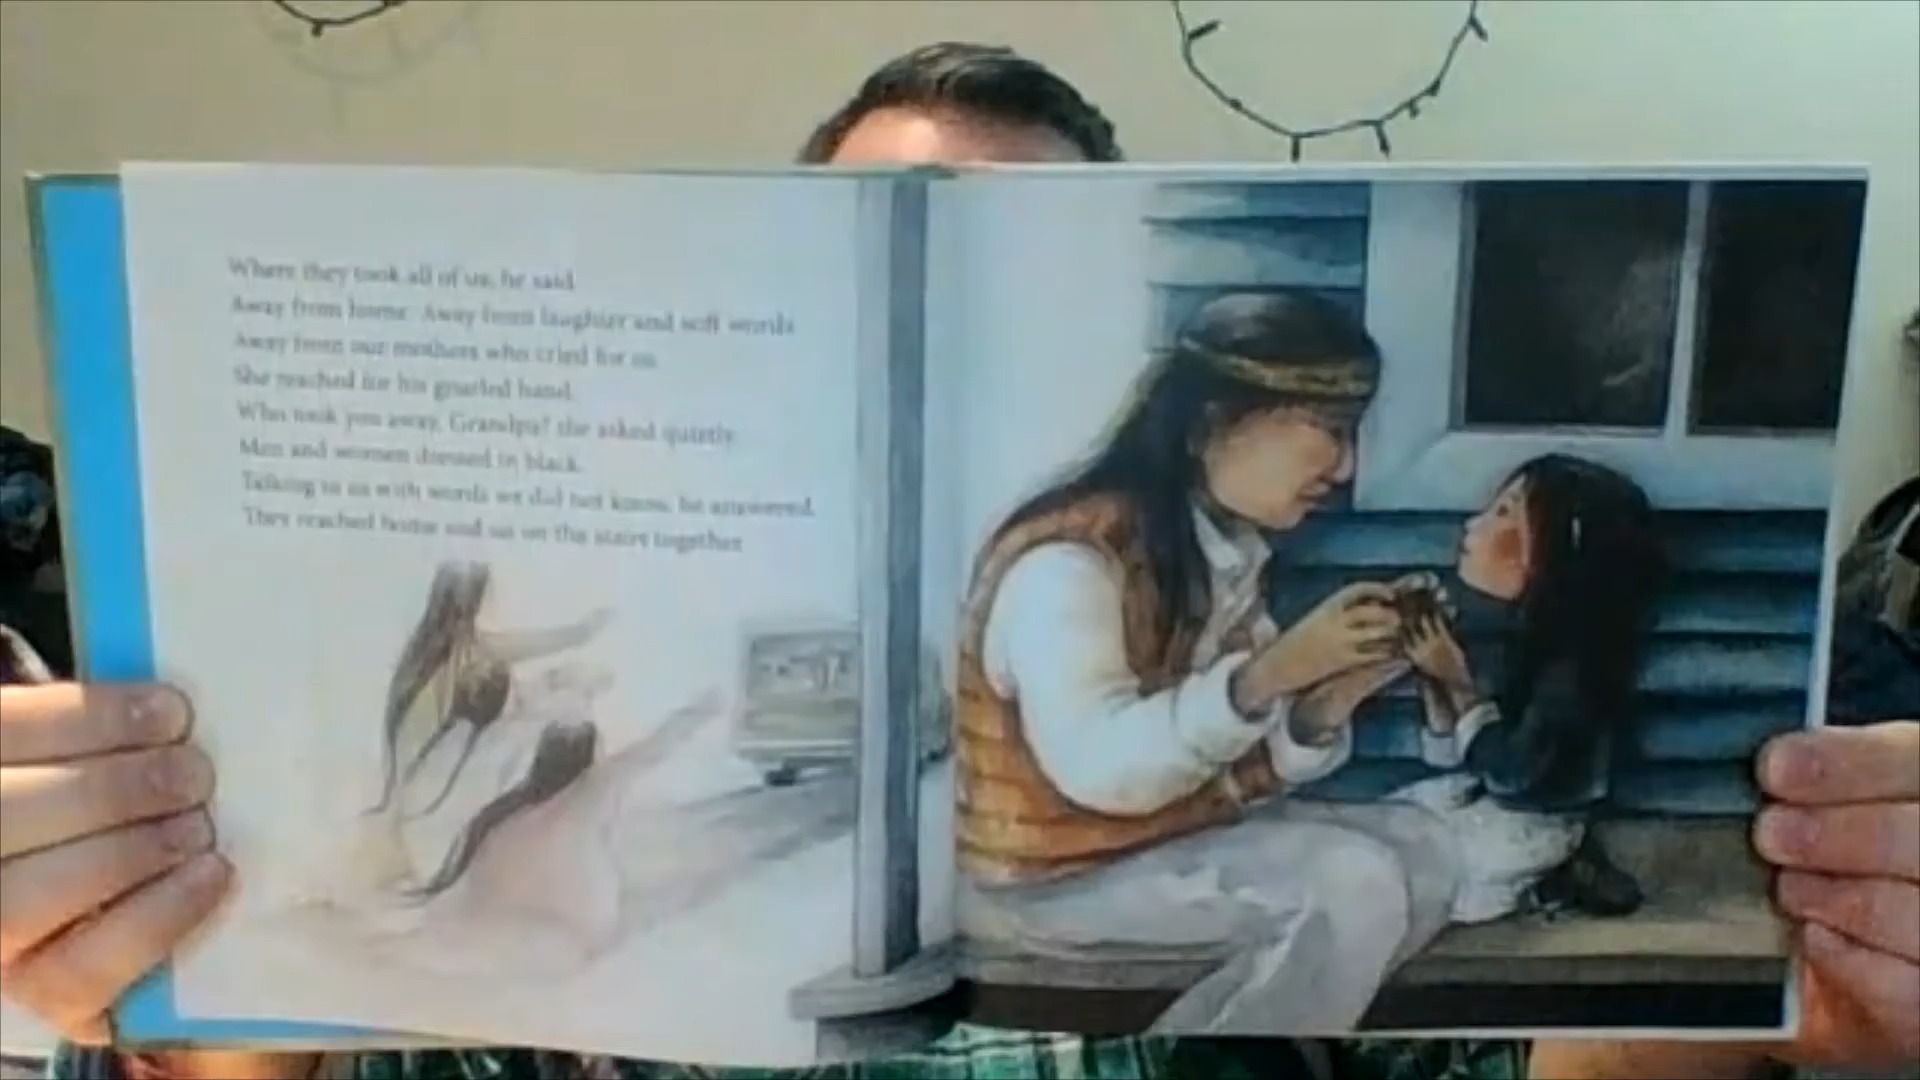 Where they took all of us, he said.
Away from home. Away from laughter and soft words.
Away from our mothers who cried for us.
She reached for his gnarled hand.
Who took you away, Grandpa? she asked quietly.
Men and women dressed in black.
Talking to us with words we did not know, he answered.
They reached home and sat on the stairs together.